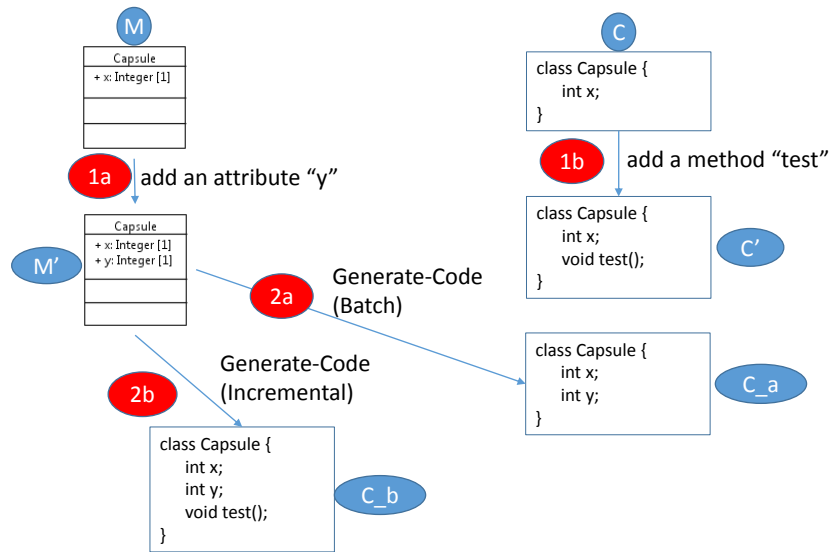 M
Capsule
+ x: Integer [1]
1a
add an attribute “y”
M’
Capsule
+ x: Integer [1]
+ y: Integer [1]
2a
Generate-Code
(Batch)
2b
Generate-Code
(Incremental)
class Capsule {
int x;
int y;
void test();
}
C_b
C
class Capsule {
int x;
}
1b
add a method “test”
class Capsule {
int x;
void test();
}
C’
class Capsule {
int x;
int y;
}
C_a